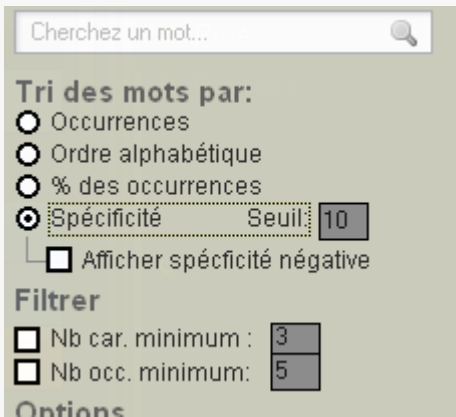 Cherchez un mot...
Tri des mots par:
Occurrences
Ordre alphabétique
% des occurrences
Spécificité Seuil: 10
Afficher spécficité négative
Filtrer
Nb car. minimum : 3
Nb occ. minimum: 5
Options